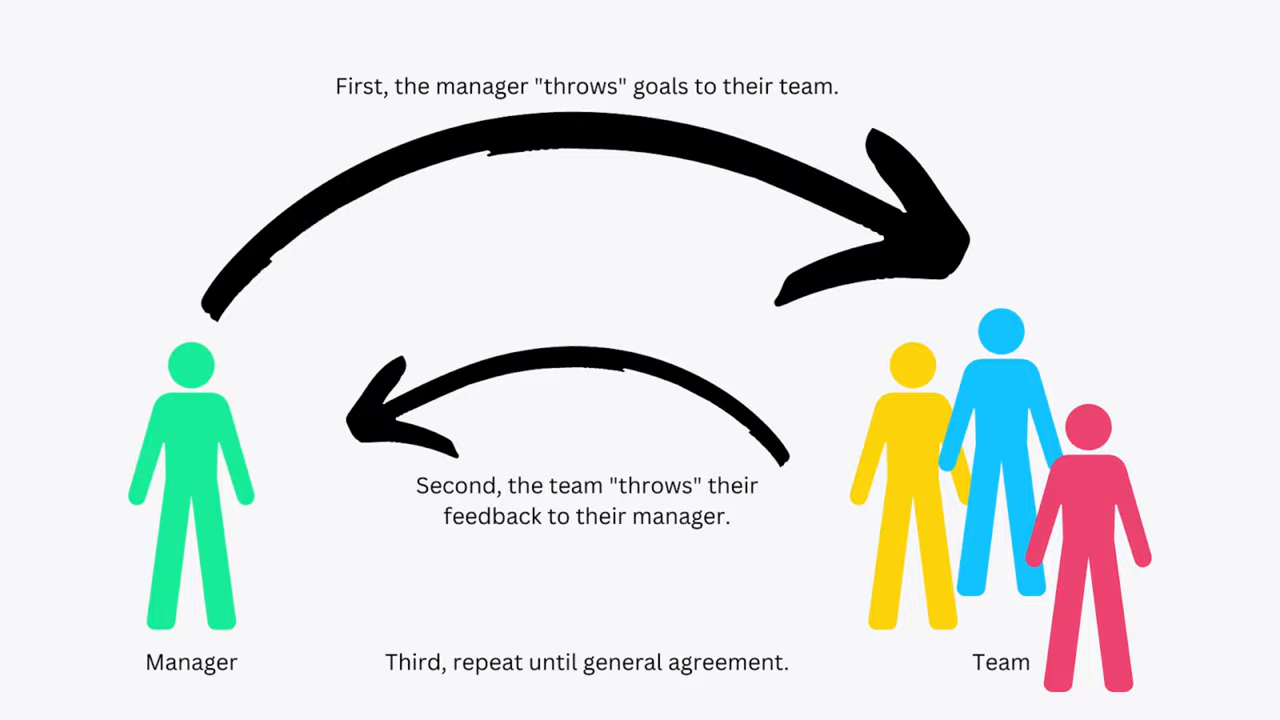 First, the manager "throws" goals to their team.
Second, the team "throws" their
feedback to their manager.
Manager
Third, repeat until general agreement.
Team